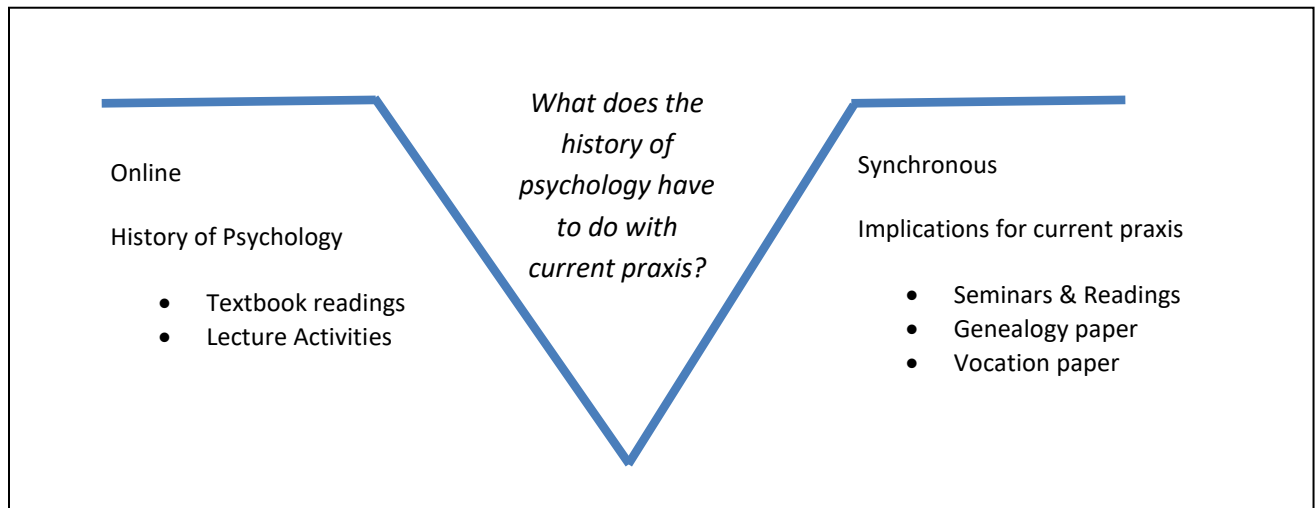 Online
History of Psychology
• Textbook readings
• Lecture Activities
What does the
history of
psychology have
to do with
current praxis?
Synchronous
Implications for current praxis
• Seminars & Readings
• Genealogy paper
• Vocation paper